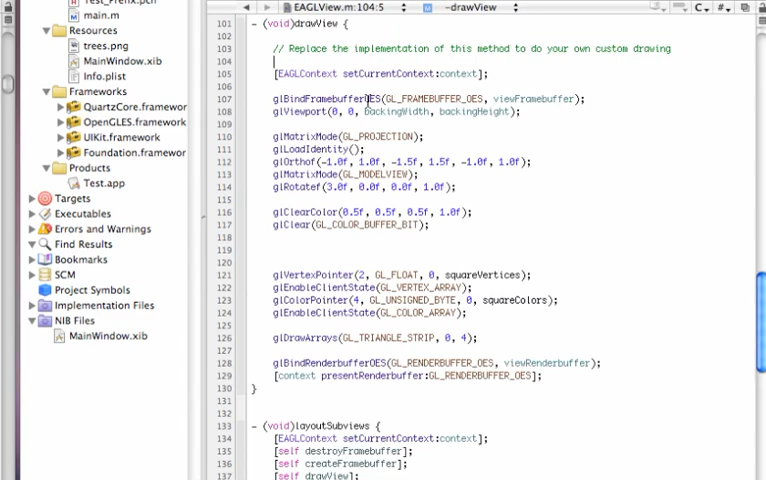 Test_Prefix.pch
main.m
Resources
trees.png
MainWindow.xib
Info.plist
Frameworks
QuartzCore.framewor
OpenGLES.framewor
UIKit.framework
Foundation.framewor
Products
Test.app
Targets
Executables
Errors and Warnings
Find Results
Bookmarks
SCM
Project Symbols
Implementation Files
NIB Files
MainWindow.xib
EAGLView.m:104:5
-drawView
C
#
101 - (void)drawView {
102
103 // Replace the implementation of this method to do your own custom drawing
104
105 [EAGLContext setCurrentContext:context];
106
107 glBindFramebufferOES(GL_FRAMEBUFFER_OES, viewFramebuffer);
108 glViewport(0, 0, backingWidth, backingHeight);
109
110 glMatrixMode(GL_PROJECTION);
111 glLoadIdentity();
112 glOrthof(-1.0f, 1.0f, -1.5f, 1.5f, -1.0f, 1.0f);
113 glMatrixMode(GL_MODELVIEW);
114 glRotatef(3.0f, 0.0f, 0.0f, 1.0f);
115
116 glClearColor(0.5f, 0.5f, 0.5f, 1.0f);
117 glClear(GL_COLOR_BUFFER_BIT);
118
119
120
121 glVertexPointer(2, GL_FLOAT, 0, squareVertices);
122 glEnableClientState(GL_VERTEX_ARRAY);
123 glColorPointer(4, GL_UNSIGNED_BYTE, 0, squareColors);
124 glEnableClientState(GL_COLOR_ARRAY);
125
126 glDrawArrays(GL_TRIANGLE_STRIP, 0, 4);
127
128 glBindRenderbufferOES(GL_RENDERBUFFER_OES, viewRenderbuffer);
129 [context presentRenderbuffer:GL_RENDERBUFFER_OES];
130 }
131
132
133 - (void)layoutSubviews {
134 [EAGLContext setCurrentContext:context];
135 [self destroyFramebuffer];
136 [self createFramebuffer];
137 [self drawView];